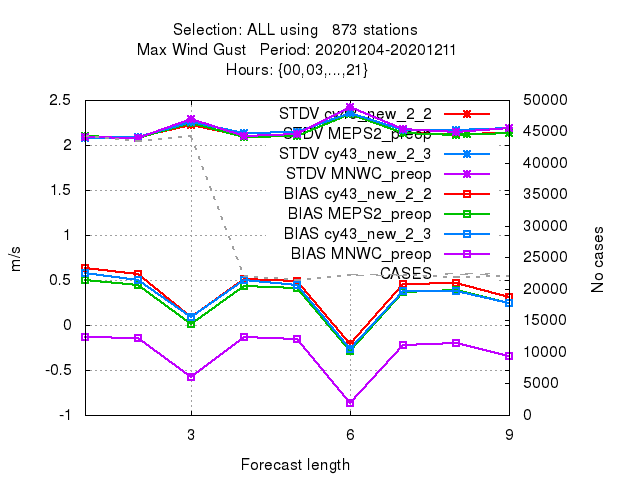 Selection: ALL using   873 stations
Max Wind Gust   Period: 20201204-20201211
Hours: {00,03,...,21}
STDV cy43_new_2_2
STDV MEPS2_preop
STDV cy43_new_2_3
STDV MNWC_preop
BIAS cy43_new_2_2
BIAS MEPS2_preop
BIAS cy43_new_2_3
BIAS MNWC_preop
CASES
2.5
2
1.5
1
0.5
0
-0.5
-1
m/s
50000
45000
40000
35000
30000
25000
20000
15000
10000
5000
0
No cases
3 6 9
Forecast length